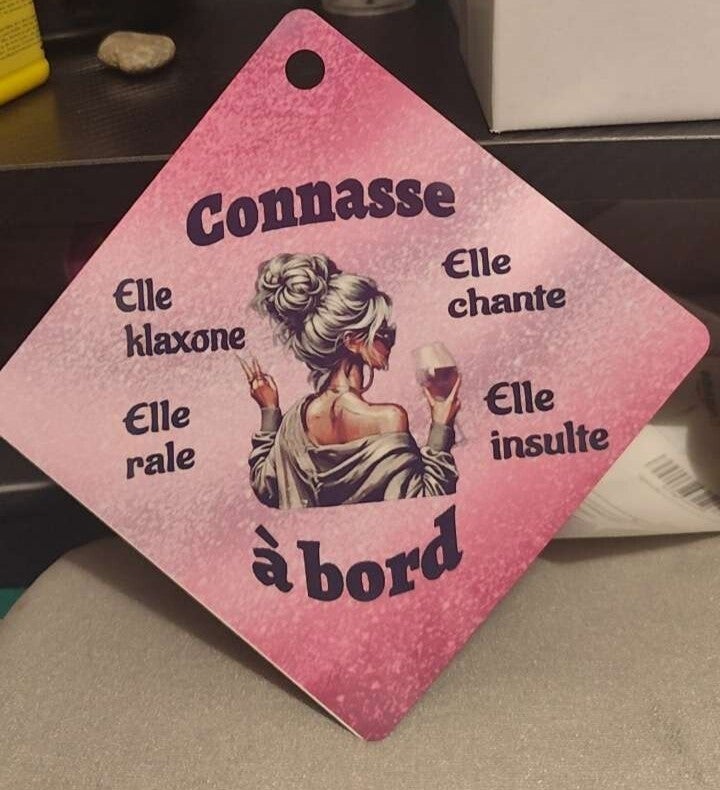 Connasse
Elle
klaxone
Elle
chante
Elle
rale
Elle
insulte
à bord